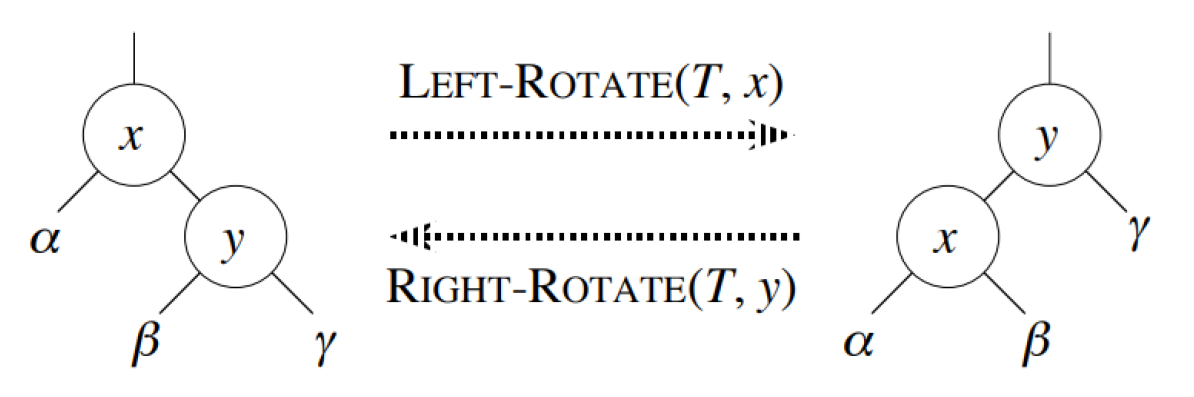 LEFT-ROTATE(T, x)
x
y
α
y
x
γ
β
γ
RIGHT-ROTATE(T, y)
α
β